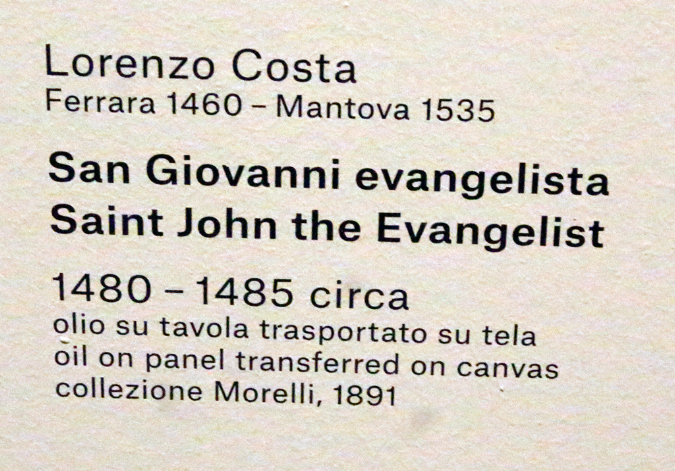 Lorenzo Costa
Ferrara 1460 – Mantova 1535
San Giovanni evangelista
Saint John the Evangelist
1480 – 1485 circa
olio su tavola trasportato su tela
oil on panel transferred on canvas
collezione Morelli, 1891